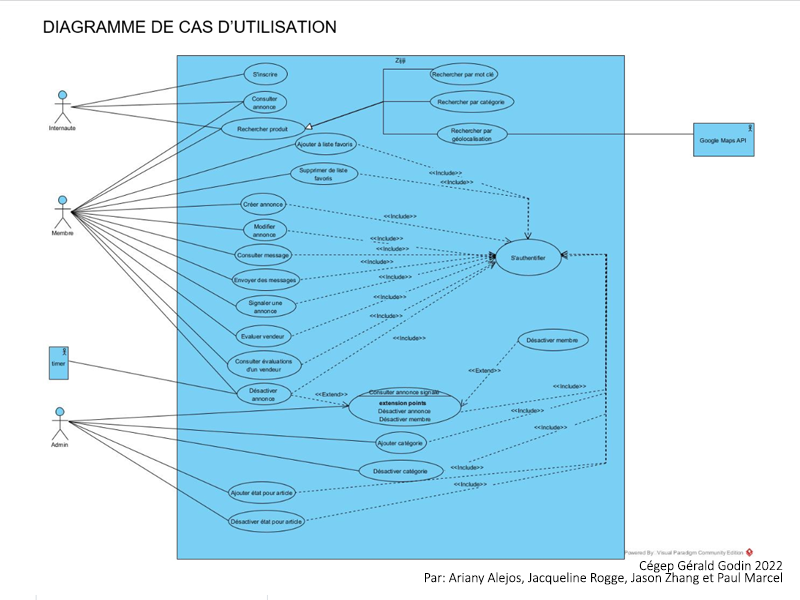 DIAGRAMME DE CAS D'UTILISATION
Zijji
S'inscrire
Rechercher par mot clé
Consulter
annonce
Rechercher par catégorie
Internaute
Rechercher produit
Rechercher par
géolocalisation
Google Maps API
Ajouter à liste favoris
Supprimer de liste
favoris
<<Include>>
<<Include>>
Membre
Créer annonce
<<Include>>
Modifier
annonce
<<Include>>
Consulter message
<<Include>>
<<Include>>
S'authentifier
Envoyer des messages
<<Include>>
Signaler une
annonce
<<Include>>
<<Include>>
Evaluer vendeur
<<Include>>
Désactiver membre
timer
Consulter évaluations
d'un vendeur
<<Extend>>
Désactiver
annonce
<<Extend>>
Consulter annonce signalé
extension points
Désactiver annonce
Désactiver membre
<<Include>>
<<Include>>
<<Include>>
Admin
Ajouter catégorie
Désactiver catégorie
<<Include>>
<<Include>>
Ajouter état pour article
Désactiver état pour article
Powered By: Visual Paradigm Community Edition
Cégep Gérald Godin 2022
Par: Ariany Alejos, Jacqueline Rogge, Jason Zhang et Paul Marcel